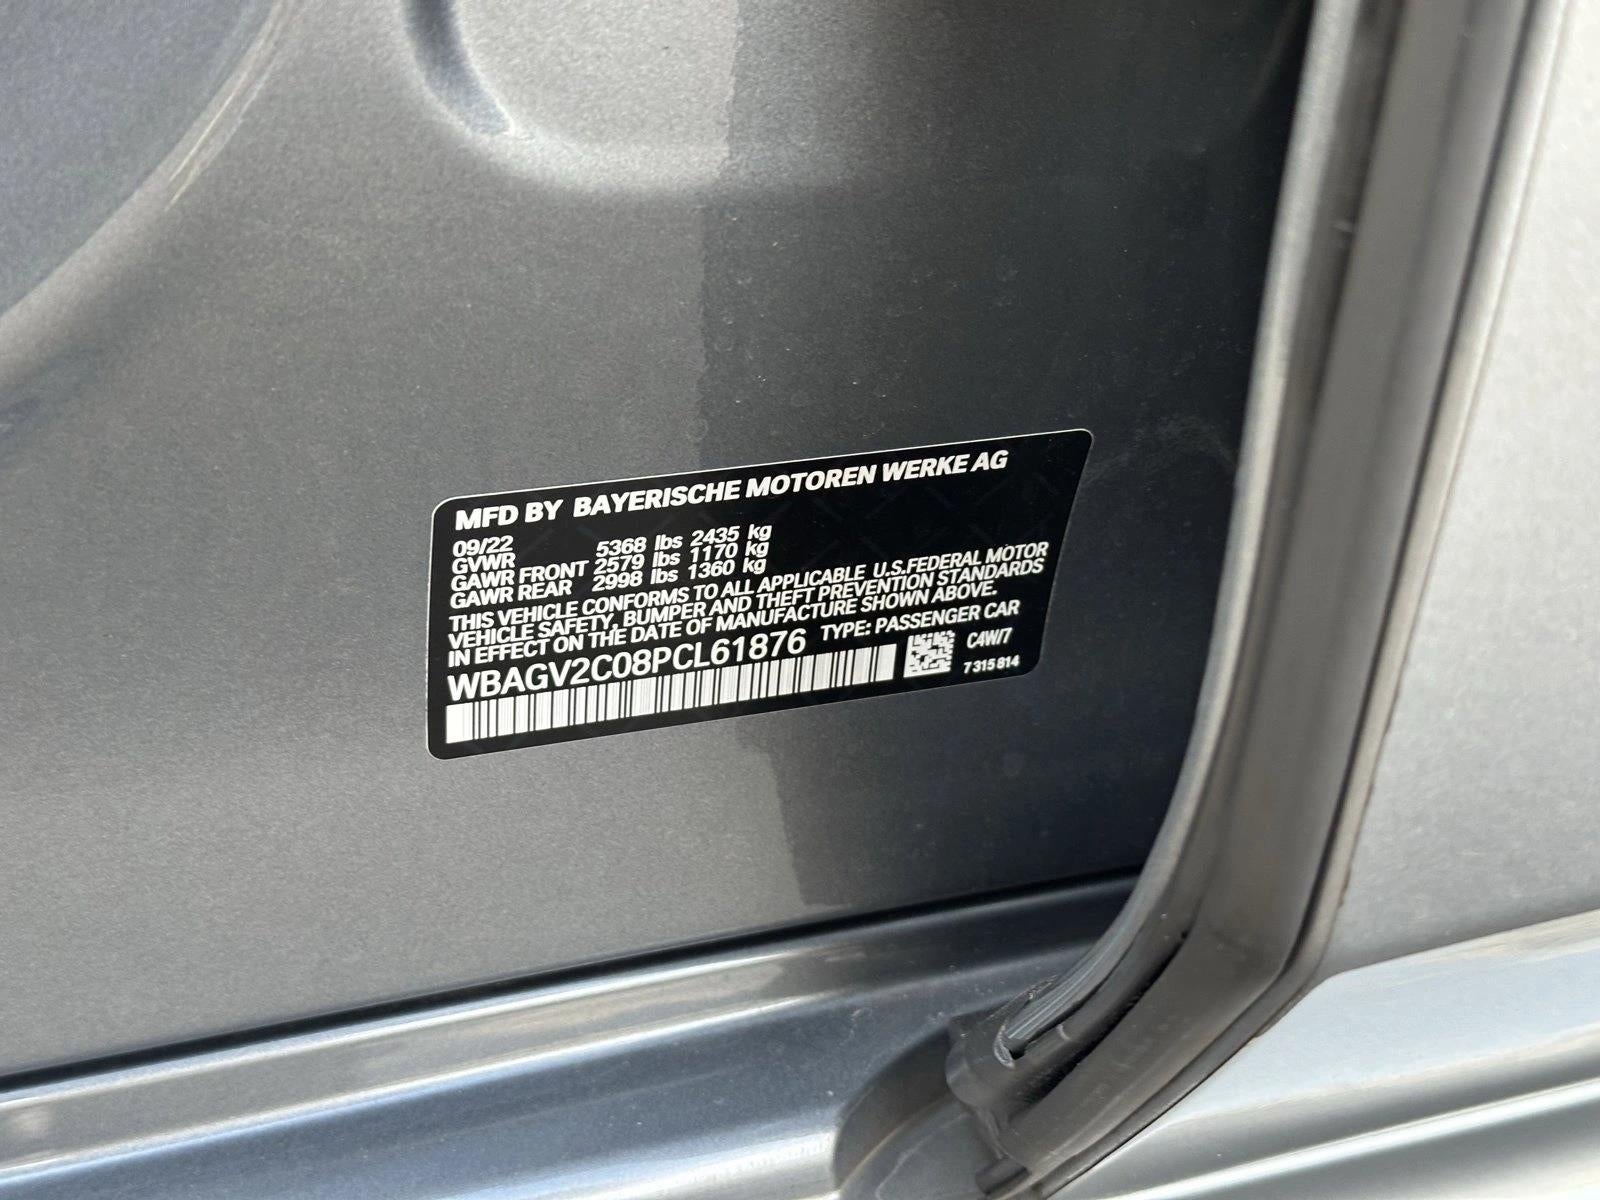 MFD BY BAYERISCHE MOTOREN WERKE AG
09/22
GVWR 5368 lbs 2435 kg
GAWR FRONT 2579 lbs 1170 kg
GAWR REAR 2998 lbs 1360 kg
THIS VEHICLE CONFORMS TO ALL APPLICABLE U.S.FEDERAL MOTOR
VEHICLE SAFETY, BUMPER AND THEFT PREVENTION STANDARDS
IN EFFECT ON THE DATE OF MANUFACTURE SHOWN ABOVE.
WBAGV2C08PCL61876 TYPE: PASSENGER CAR
C4W/7
7 315 814